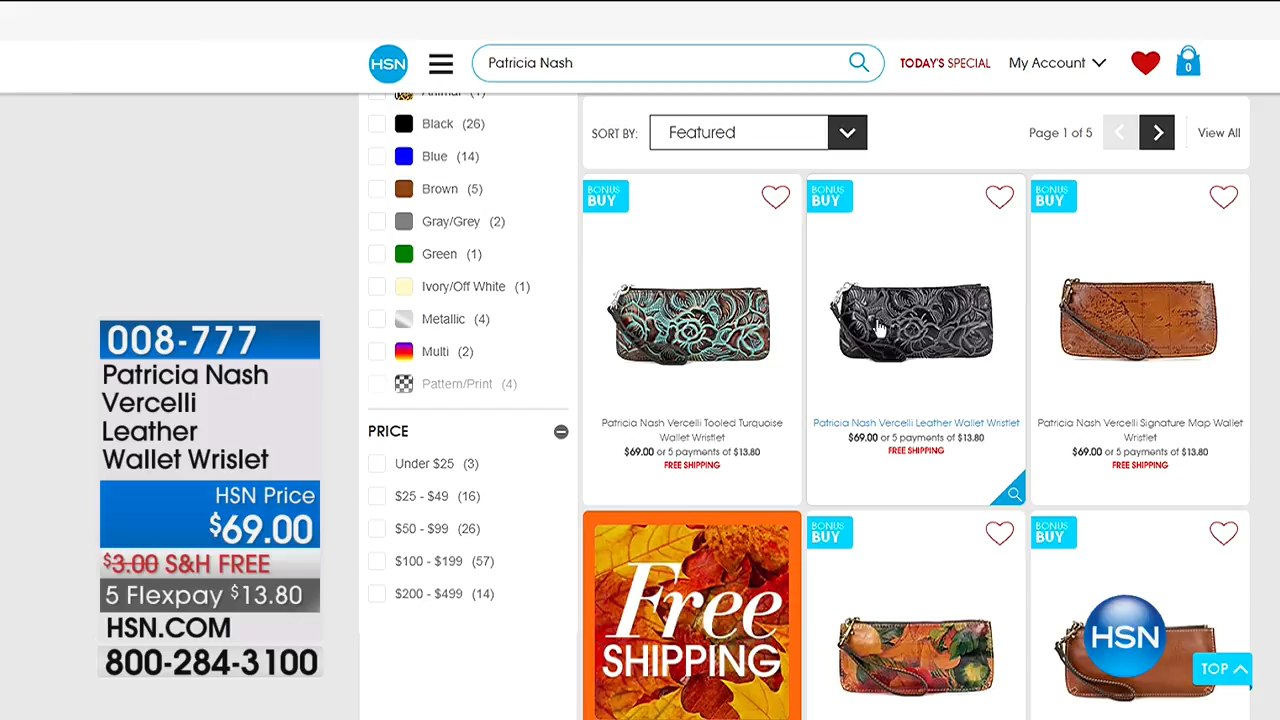 HSN
Patricia Nash
TODAY'S SPECIAL
My Account
0
Animal (1)
Black (26)
Blue (14)
Brown (5)
Gray/Grey (2)
Green (1)
Ivory/Off White (1)
Metallic (4)
Multi (2)
Pattern/Print (4)
PRICE
Under $25 (3)
$25 - $49 (16)
$50 - $99 (26)
$100 - $199 (57)
$200 - $499 (14)
SORT BY:
Featured
Page 1 of 5
View All
BONUS
BUY
Patricia Nash Vercelli Tooled Turquoise
Wallet Wristlet
$69.00 or 5 payments of $13.80
FREE SHIPPING
BONUS
BUY
Patricia Nash Vercelli Leather Wallet Wristlet
$69.00 or 5 payments of $13.80
FREE SHIPPING
BONUS
BUY
Patricia Nash Vercelli Signature Map Wallet
Wristlet
$69.00 or 5 payments of $13.80
FREE SHIPPING
Free
SHIPPING
BONUS
BUY
BONUS
BUY
HSN
TOP
008-777
Patricia Nash
Vercelli
Leather
Wallet Wrislet
HSN Price
$69.00
$3.00 S&H FREE
5 Flexpay $13.80
HSN.COM
800-284-3100